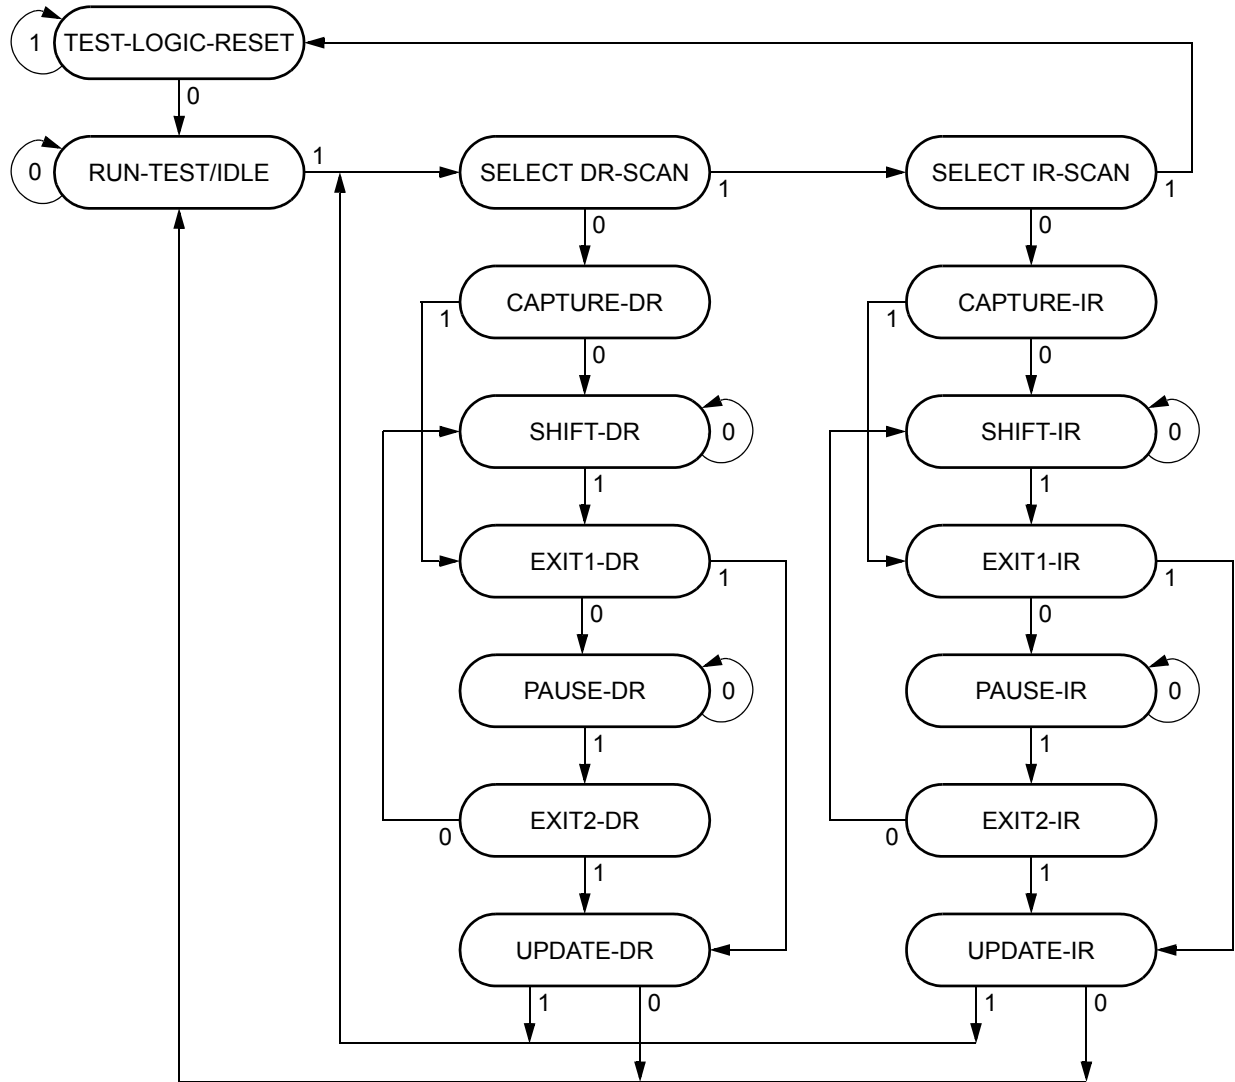 1
TEST-LOGIC-RESET
0
0
RUN-TEST/IDLE
1
SELECT DR-SCAN
1
SELECT IR-SCAN
1
0
0
CAPTURE-DR
1
0
CAPTURE-IR
1
0
SHIFT-DR
0
1
SHIFT-IR
0
1
EXIT1-DR
1
0
EXIT1-IR
1
0
PAUSE-DR
0
1
PAUSE-IR
0
1
EXIT2-DR
0
1
EXIT2-IR
0
1
UPDATE-DR
1
0
UPDATE-IR
1
0